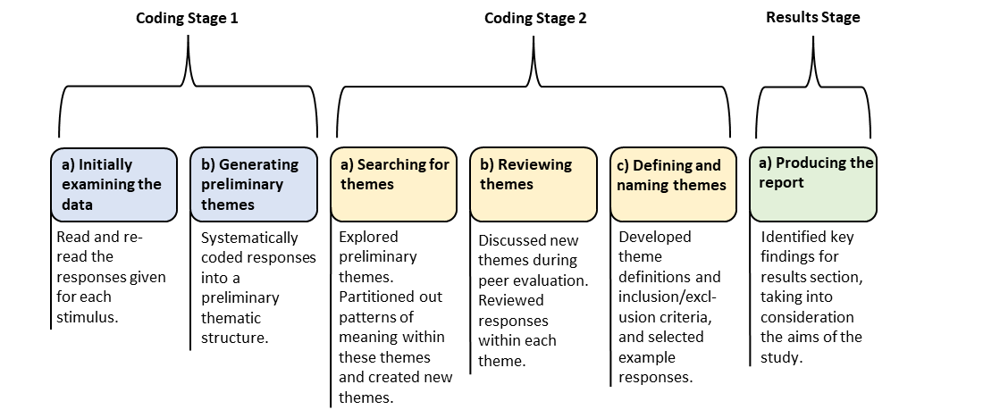 Coding Stage 1
Coding Stage 2
Results Stage
a) Initially
examining the
data
Read and re-
read the
responses given
for each
stimulus.
b) Generating
preliminary
themes
Systematically
coded responses
into a
preliminary
thematic
structure.
a) Searching for
themes
Explored
preliminary
themes.
Partitioned out
patterns of
meaning within
these themes
and created new
themes.
b) Reviewing
themes
Discussed new
themes during
peer evaluation.
Reviewed
responses
within each
theme.
c) Defining and
naming themes
Developed
theme
definitions and
inclusion/excl-
usion criteria,
and selected
example
responses.
a) Producing the
report
Identified key
findings for
results section,
taking into
consideration
the aims of the
study.